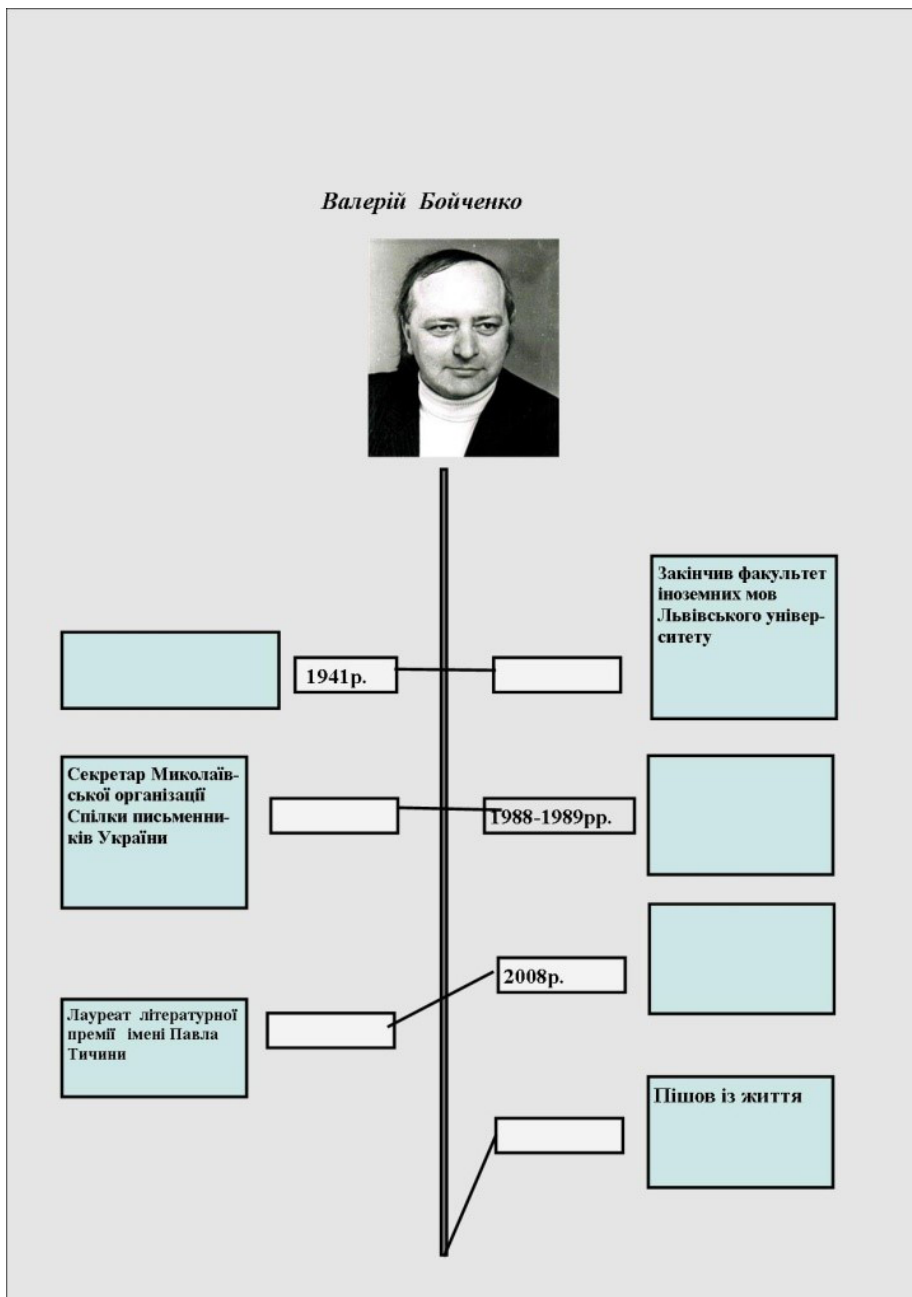 Валерій Бойченко
Закінчив факультет
іноземних мов
Львівського універ-
ситету
1941р.
Секретар Миколаїв-
ської організації
Спілки письменни-
ків України
1988-1989рр.
2008р.
Лауреат літературної
премії імені Павла
Тичини
Пішов із життя